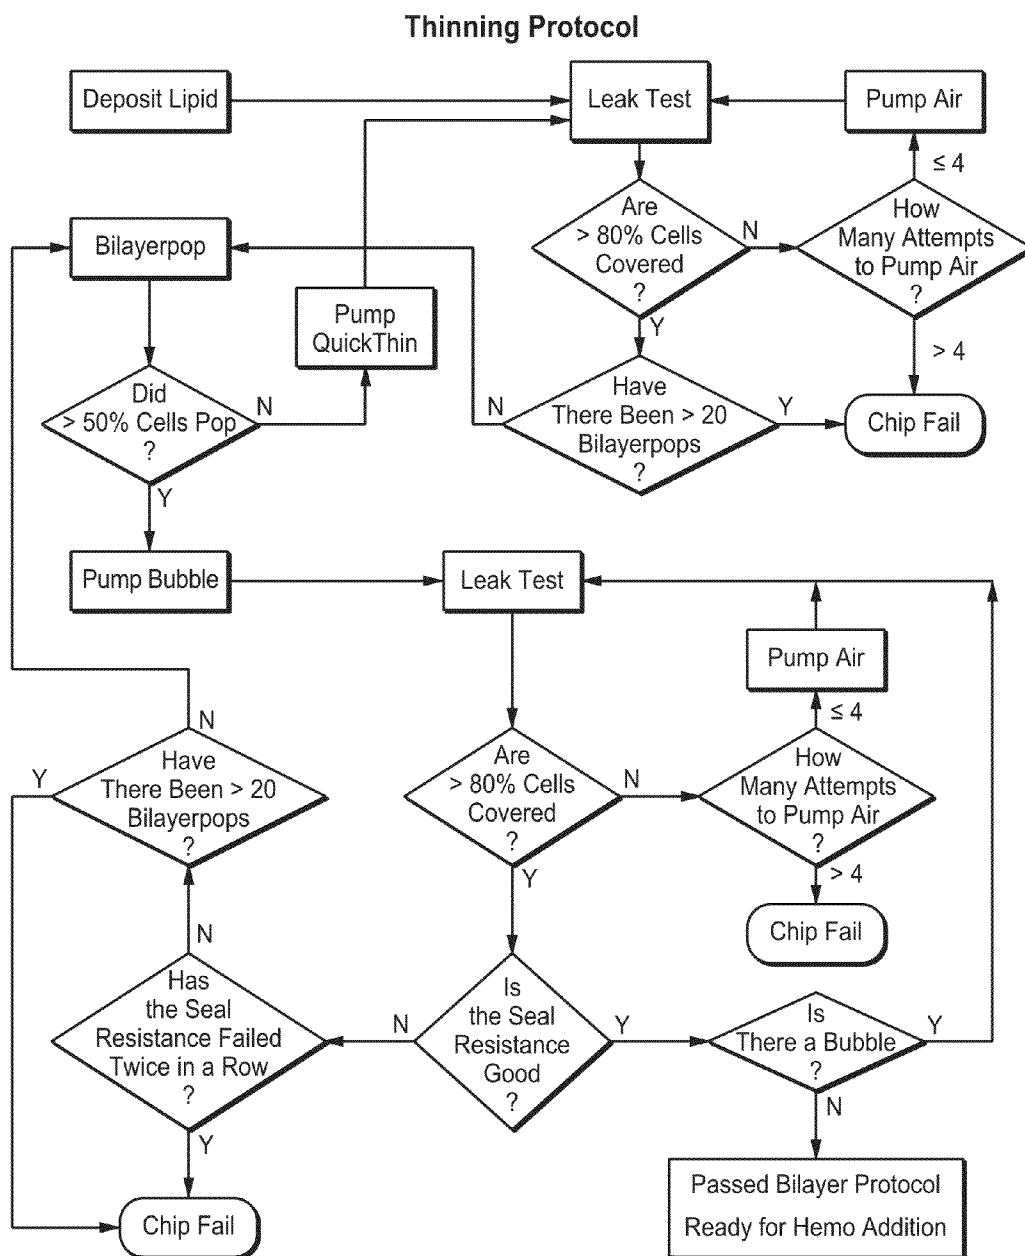 Thinning Protocol
Deposit Lipid
Leak Test
Pump Air
≤ 4
Are
> 80% Cells
Covered
?
N
Y
How
Many Attempts
to Pump Air
?
> 4
Bilayerpop
Pump
QuickThin
Did
> 50% Cells Pop
?
N
Y
N
Have
There Been > 20
Bilayerpops
?
Y
Chip Fail
Pump Bubble
Leak Test
Pump Air
≤ 4
N
Y
Have
There Been > 20
Bilayerpops
?
Are
> 80% Cells
Covered
?
N
Y
How
Many Attempts
to Pump Air
?
> 4
Chip Fail
N
Has
the Seal
Resistance Failed
Twice in a Row
?
Y
N
Is
the Seal
Resistance
Good
?
Y
Is
There a Bubble
?
Y
N
Chip Fail
Passed Bilayer Protocol
Ready for Hemo Addition